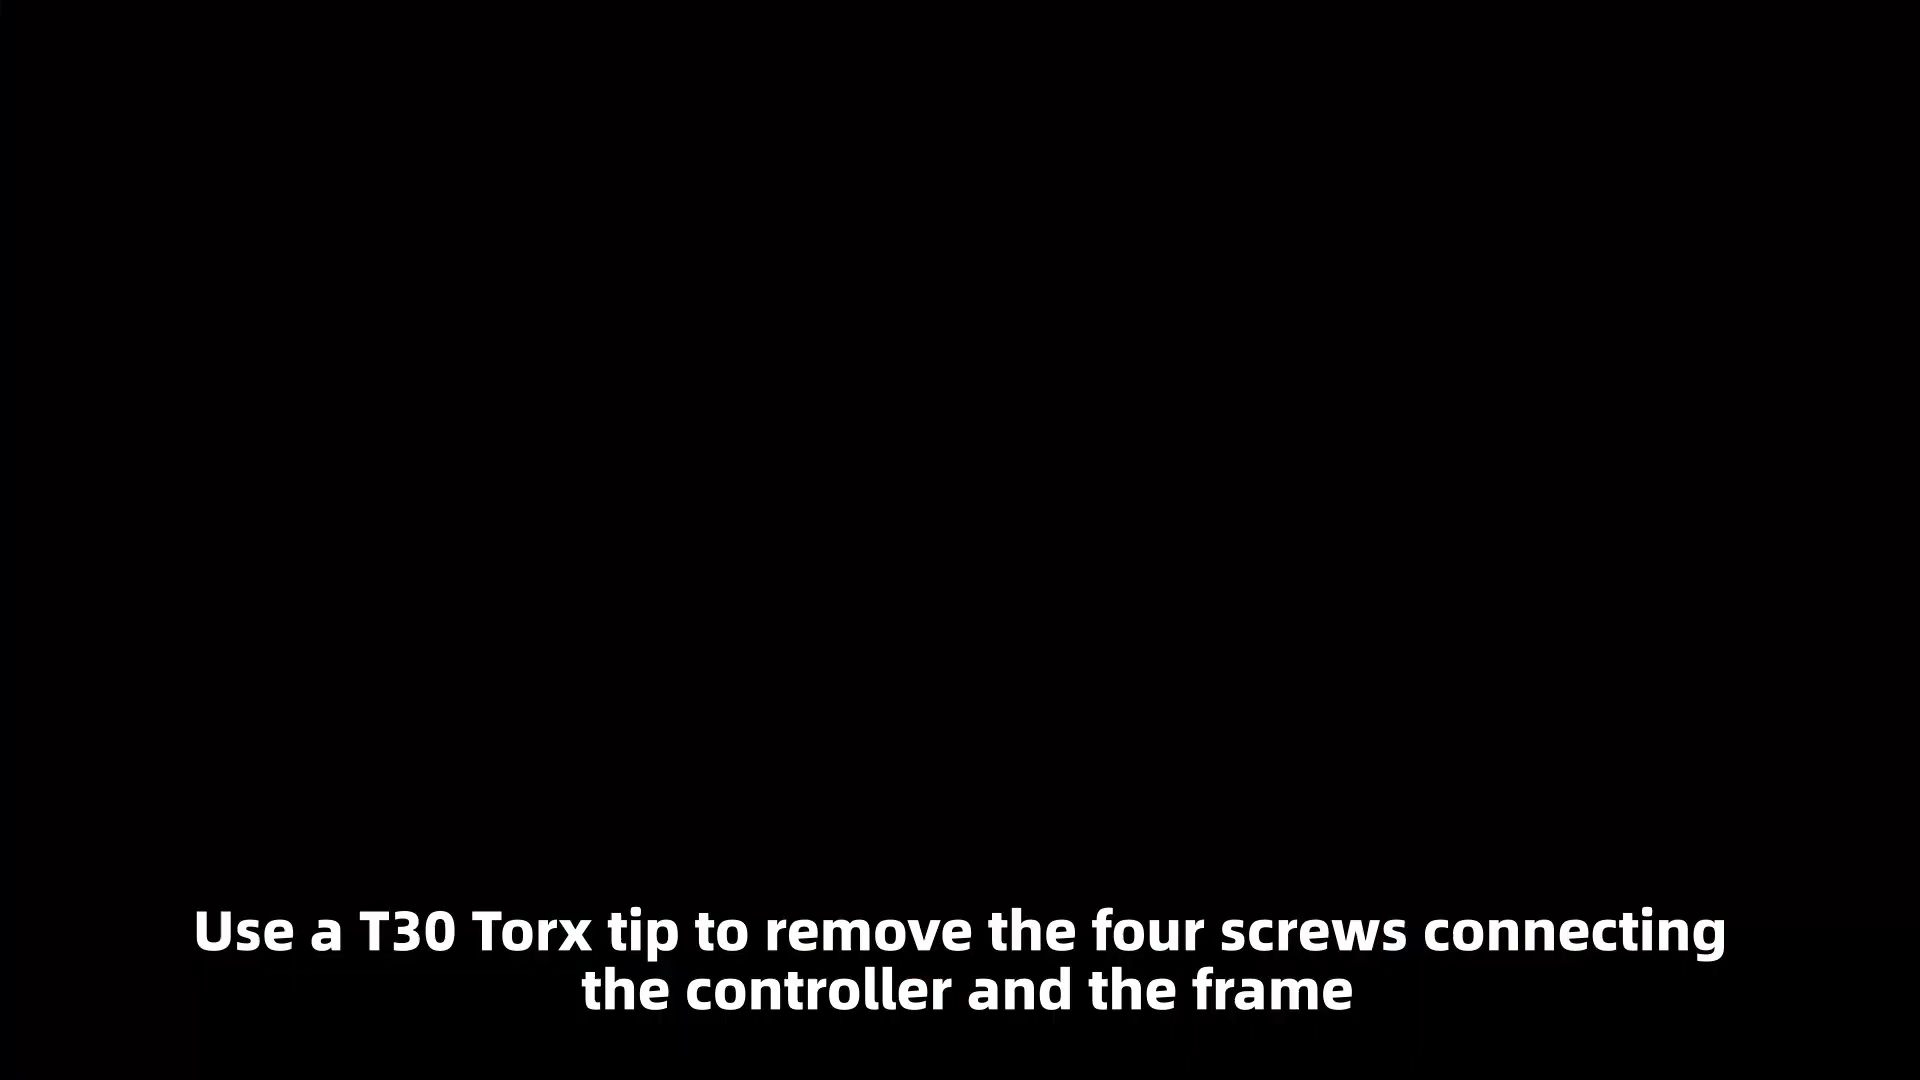 Use a T30 Torx tip to remove the four screws connecting
the controller and the frame